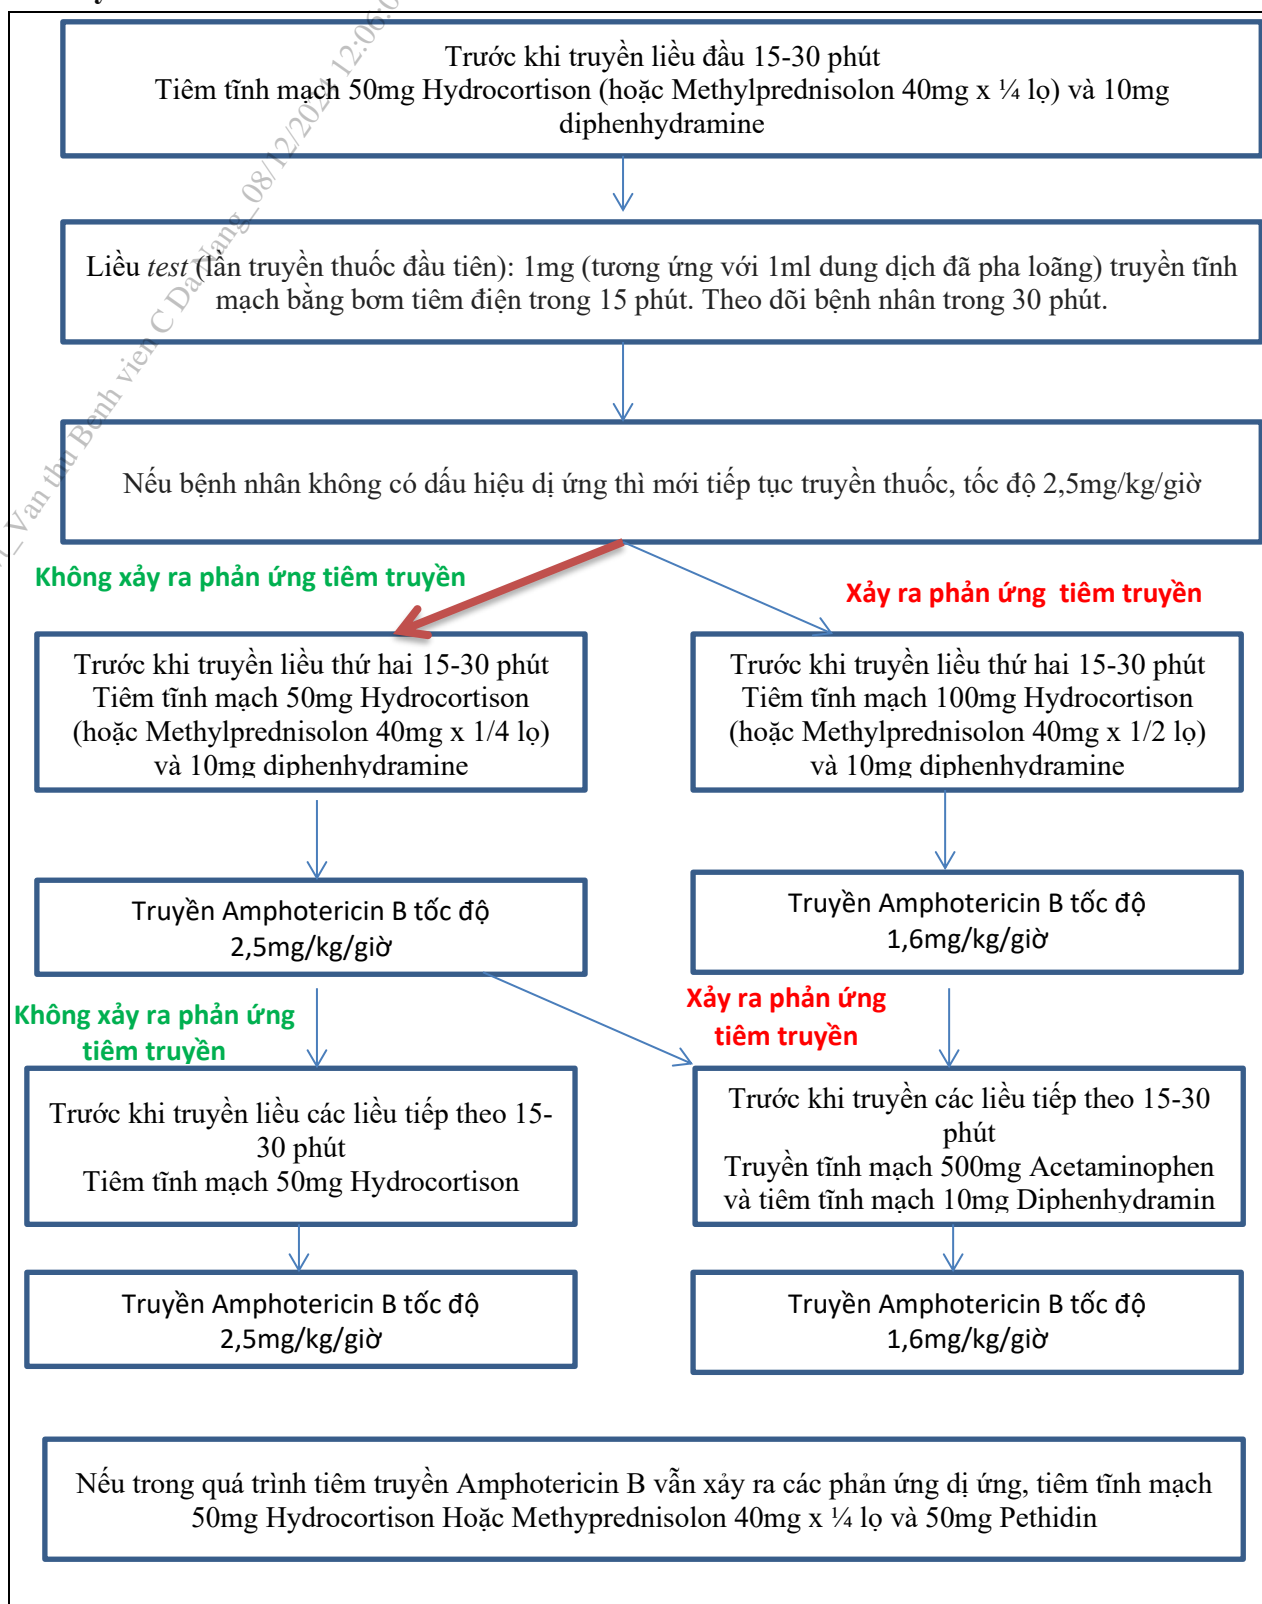 Trước khi truyền liều đầu 15-30 phút
Tiêm tĩnh mạch 50mg Hydrocortison (hoặc Methylprednisolon 40mg x ¼ lọ) và 10mg
diphenhydramine
Liều test (lần truyền thuốc đầu tiên): 1mg (tương ứng với 1ml dung dịch đã pha loãng) truyền tĩnh
mạch bằng bơm tiêm điện trong 15 phút. Theo dõi bệnh nhân trong 30 phút.
Nếu bệnh nhân không có dấu hiệu dị ứng thì mới tiếp tục truyền thuốc, tốc độ 2,5mg/kg/giờ
Không xảy ra phản ứng tiêm truyền
Xảy ra phản ứng tiêm truyền
Trước khi truyền liều thứ hai 15-30 phút
Tiêm tĩnh mạch 50mg Hydrocortison
(hoặc Methylprednisolon 40mg x 1/4 lọ)
và 10mg diphenhydramine
Trước khi truyền liều thứ hai 15-30 phút
Tiêm tĩnh mạch 100mg Hydrocortison
(hoặc Methylprednisolon 40mg x 1/2 lọ)
và 10mg diphenhydramine
Truyền Amphotericin B tốc độ
2,5mg/kg/giờ
Truyền Amphotericin B tốc độ
1,6mg/kg/giờ
Không xảy ra phản ứng
tiêm truyền
Xảy ra phản ứng
tiêm truyền
Trước khi truyền liều các liều tiếp theo 15-
30 phút
Tiêm tĩnh mạch 50mg Hydrocortison
Trước khi truyền các liều tiếp theo 15-30
phút
Truyền tĩnh mạch 500mg Acetaminophen
và tiêm tĩnh mạch 10mg Diphenhydramin
Truyền Amphotericin B tốc độ
2,5mg/kg/giờ
Truyền Amphotericin B tốc độ
1,6mg/kg/giờ
Nếu trong quá trình tiêm truyền Amphotericin B vẫn xảy ra các phản ứng dị ứng, tiêm tĩnh mạch
50mg Hydrocortison Hoặc Methyprednisolon 40mg x ¼ lọ và 50mg Pethidin
Van thu Benh vien C Da Nang_08/12/2024 12:06:0